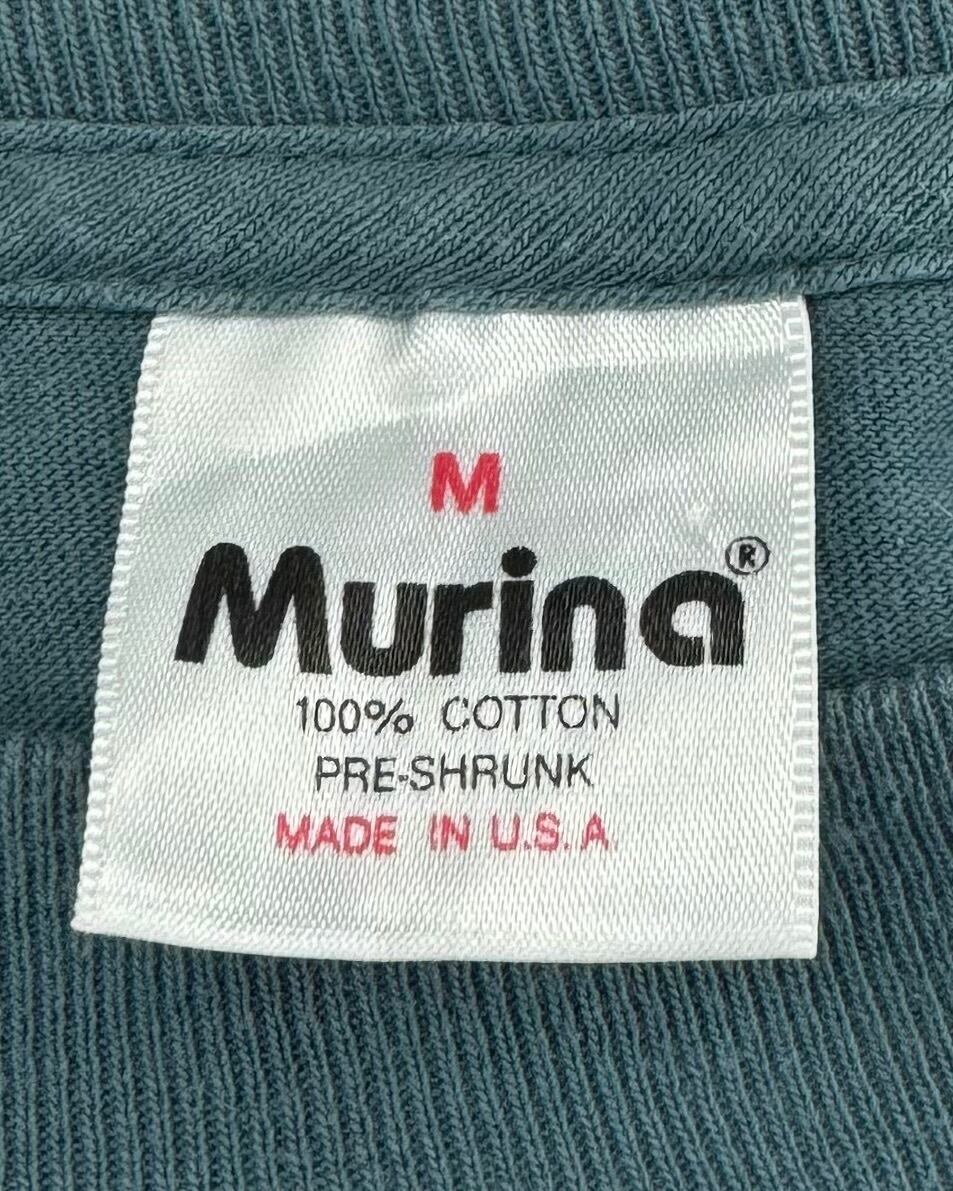 M
Murina®
100% COTTON
PRE-SHRUNK
MADE IN U.S.A